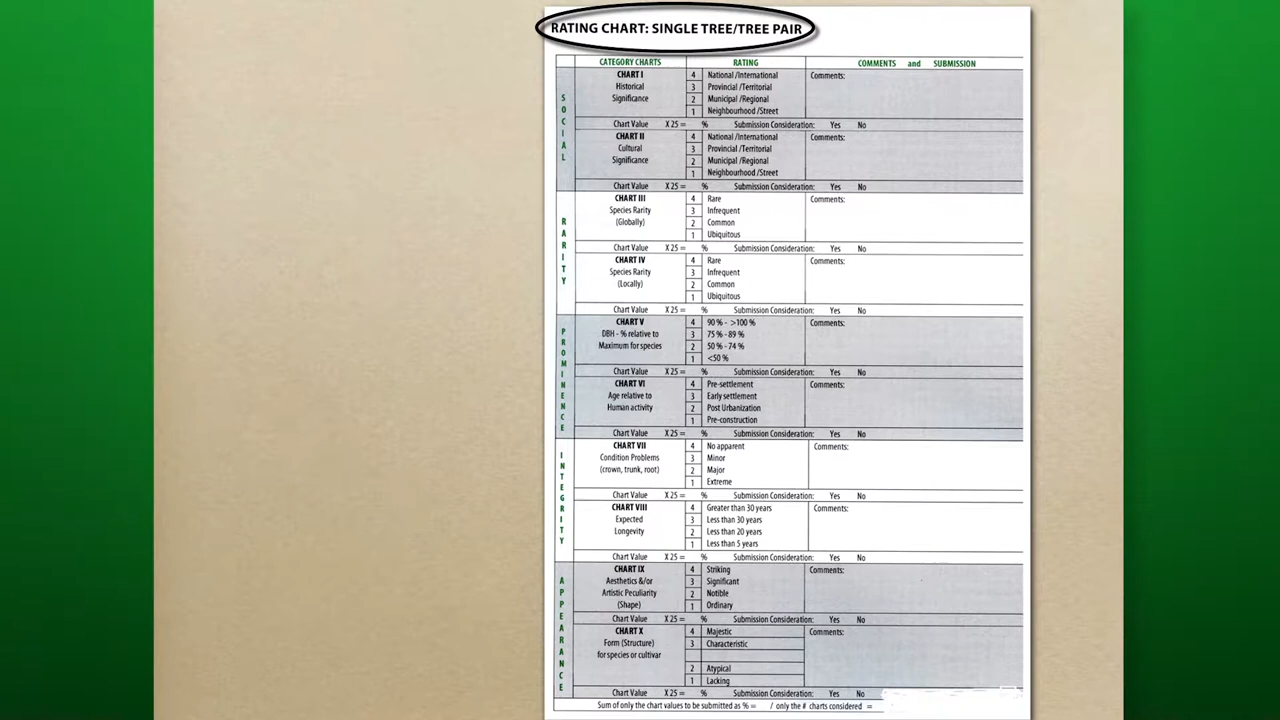 RATING CHART: SINGLE TREE/TREE PAIR
CATEGORY CHARTS RATING COMMENTS and SUBMISSION
SOCIAL
CHART I 4 National/International Comments:
Historical 3 Provincial/Territorial
Significance 2 Municipal/Regional
1 Neighbourhood/Street
Chart Value X 25 = % Submission Consideration: Yes No
CHART II 4 National/International Comments:
Cultural 3 Provincial/Territorial
Significance 2 Municipal/Regional
1 Neighbourhood/Street
Chart Value X 25 = % Submission Consideration: Yes No
RARITY
CHART III 4 Rare Comments:
Species Rarity 3 Infrequent
(Globally) 2 Common
1 Ubiquitous
Chart Value X 25 = % Submission Consideration: Yes No
CHART IV 4 Rare Comments:
Species Rarity 3 Infrequent
(Locally) 2 Common
1 Ubiquitous
Chart Value X 25 = % Submission Consideration: Yes No
PROMINENCE
CHART V 4 90 % - >100 % Comments:
DBH - % relative to 3 75 % - 89 %
Maximum for species 2 50 % - 74 %
1 <50 %
Chart Value X 25 = % Submission Consideration: Yes No
CHART VI 4 Pre-settlement Comments:
Age relative to 3 Early settlement
Human activity 2 Post Urbanization
1 Pre-construction
Chart Value X 25 = % Submission Consideration: Yes No
INTEGRITY
CHART VII 4 No apparent Comments:
Condition Problems 3 Minor
(crown, trunk, root) 2 Major
1 Extreme
Chart Value X 25 = % Submission Consideration: Yes No
CHART VIII 4 Greater than 30 years Comments:
Expected 3 Less than 30 years
Longevity 2 Less than 20 years
1 Less than 5 years
Chart Value X 25 = % Submission Consideration: Yes No
APPEARANCE
CHART IX 4 Striking Comments:
Aesthetics &/or 3 Significant
Artistic Peculiarity 2 Notible
(Shape) 1 Ordinary
Chart Value X 25 = % Submission Consideration: Yes No
CHART X 4 Majestic Comments:
Form (Structure) 3 Characteristic
for species or cultivar
2 Atypical
1 Lacking
Chart Value X 25 = % Submission Consideration: Yes No
Sum of only the chart values to be submitted as % = / only the # charts considered =